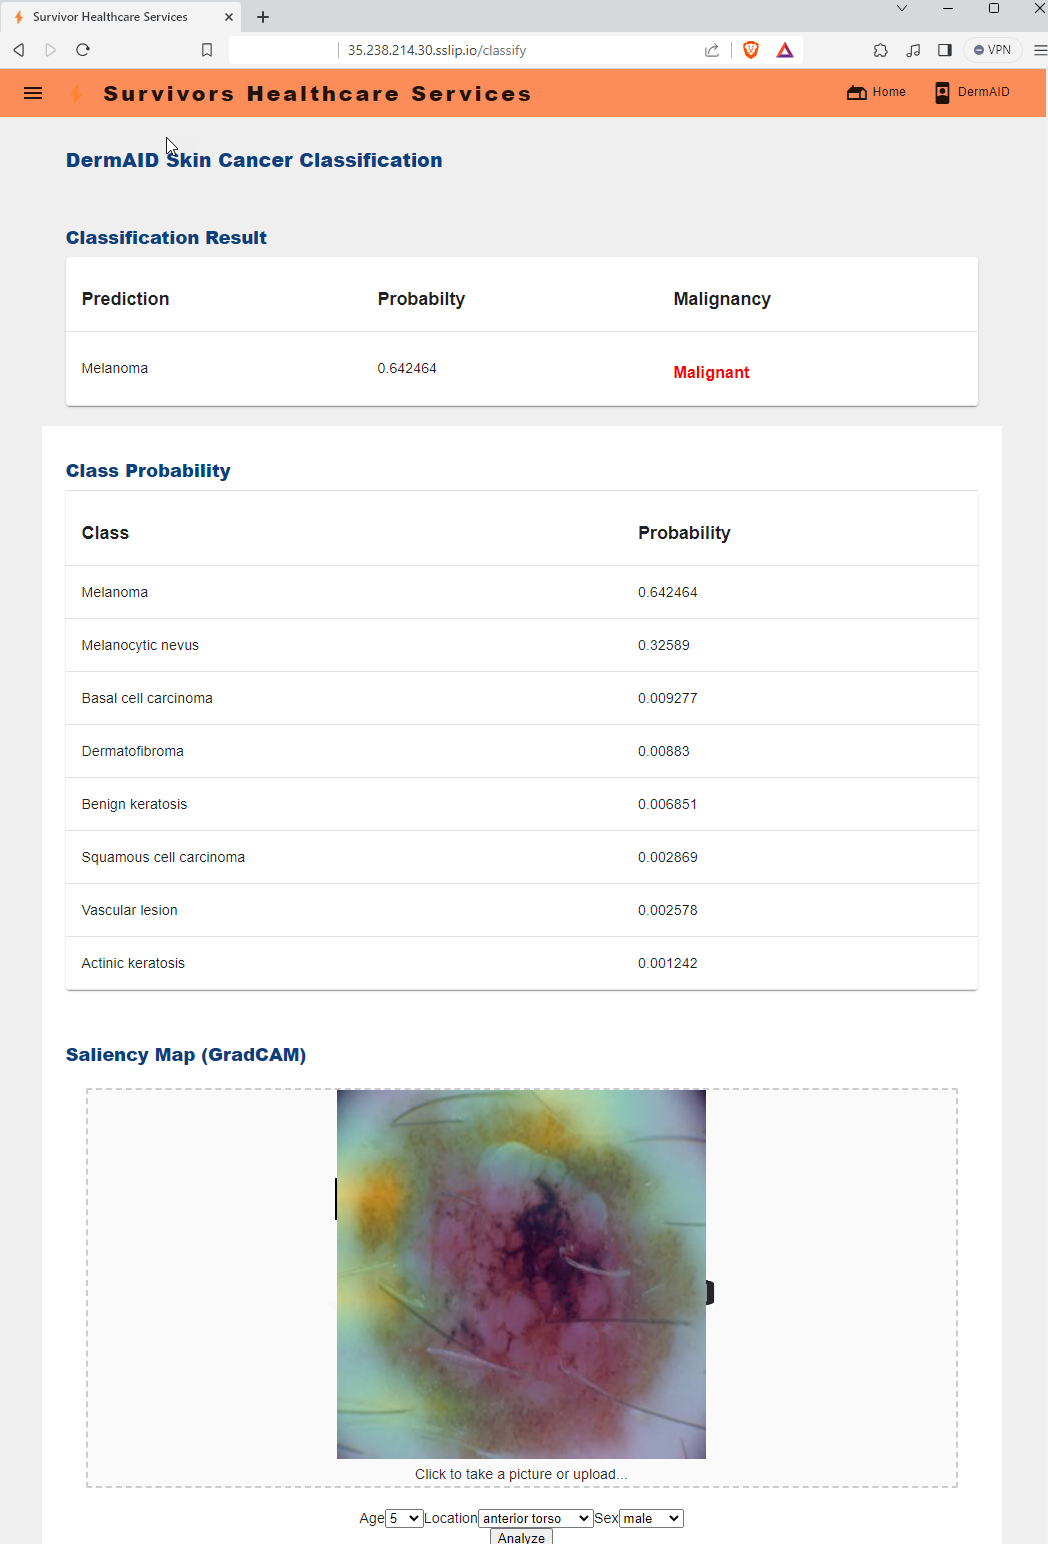 Survivor Healthcare Services
35.238.214.30.sslip.io/classify
VPN
Survivors Healthcare Services
Home
DermAID
DermAID Skin Cancer Classification
Classification Result
Prediction Probabilty Malignancy
Melanoma 0.642464 Malignant
Class Probability
Class Probability
Melanoma 0.642464
Melanocytic nevus 0.32589
Basal cell carcinoma 0.009277
Dermatofibroma 0.00883
Benign keratosis 0.006851
Squamous cell carcinoma 0.002869
Vascular lesion 0.002578
Actinic keratosis 0.001242
Saliency Map (GradCAM)
Click to take a picture or upload...
Age 5 Location anterior torso Sex male
Analyze